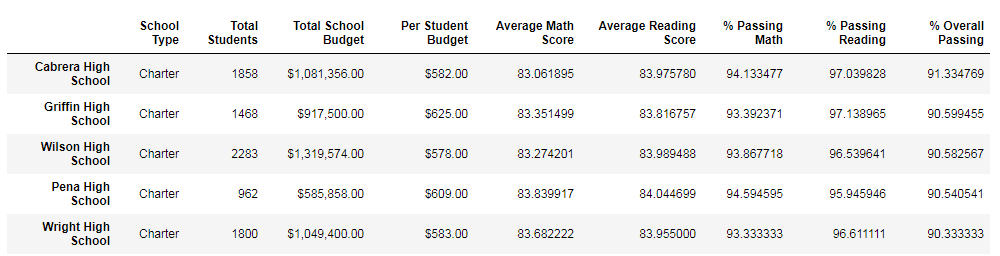 School Type Total Students Total School Budget Per Student Budget Average Math Score Average Reading Score % Passing Math % Passing Reading % Overall Passing
Cabrera High School Charter 1858 $1,081,356.00 $582.00 83.061895 83.975780 94.133477 97.039828 91.334769
Griffin High School Charter 1468 $917,500.00 $625.00 83.351499 83.816757 93.392371 97.138965 90.599455
Wilson High School Charter 2283 $1,319,574.00 $578.00 83.274201 83.989488 93.867718 96.539641 90.582567
Pena High School Charter 962 $585,858.00 $609.00 83.839917 84.044699 94.594595 95.945946 90.540541
Wright High School Charter 1800 $1,049,400.00 $583.00 83.682222 83.955000 93.333333 96.611111 90.333333